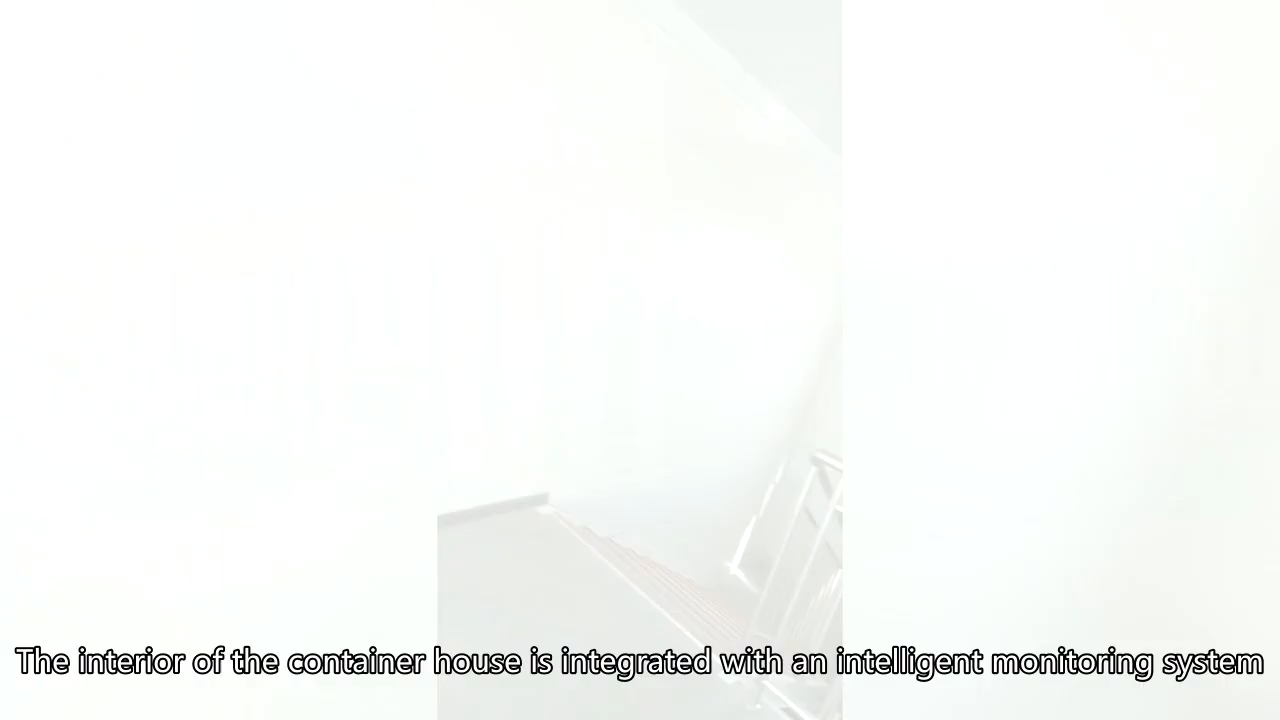 The interior of the container house is integrated with an intelligent monitoring system